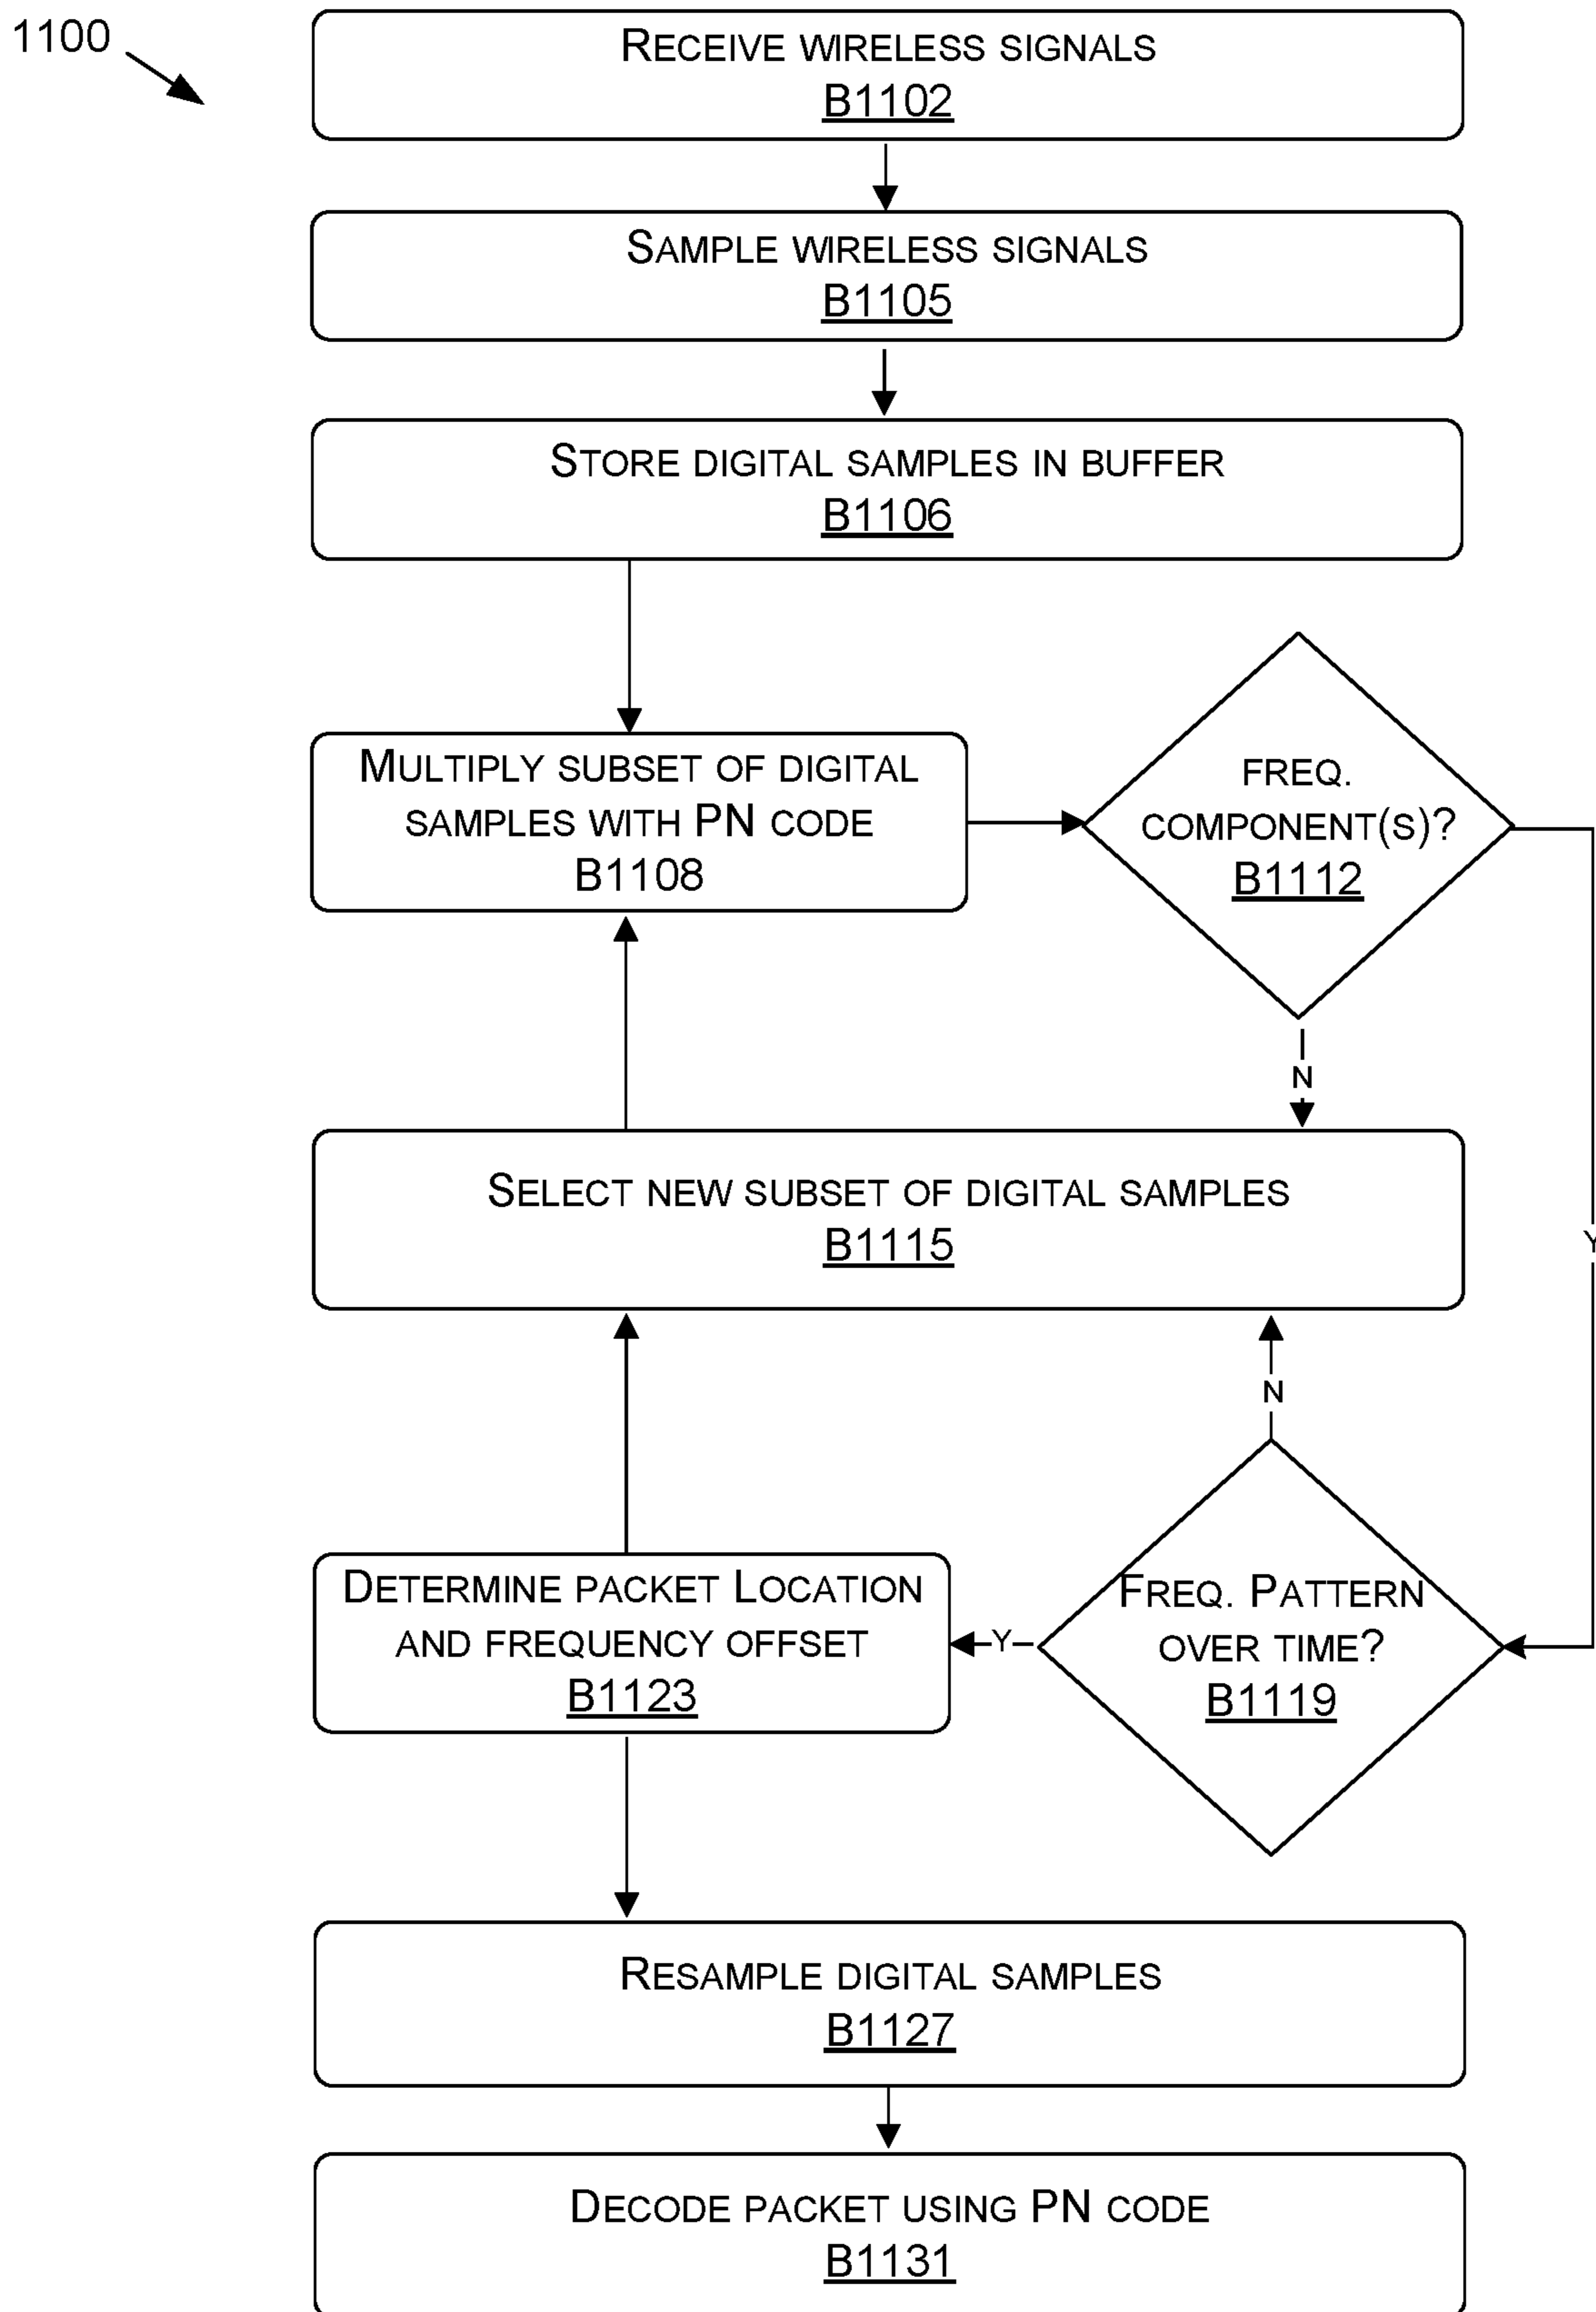 1100
RECEIVE WIRELESS SIGNALS
B1102
SAMPLE WIRELESS SIGNALS
B1105
STORE DIGITAL SAMPLES IN BUFFER
B1106
MULTIPLY SUBSET OF DIGITAL
SAMPLES WITH PN CODE
B1108
FREQ.
COMPONENT(S)?
B1112
N
SELECT NEW SUBSET OF DIGITAL SAMPLES
B1115
Y
N
DETERMINE PACKET LOCATION
AND FREQUENCY OFFSET
B1123
Y
FREQ. PATTERN
OVER TIME?
B1119
RESAMPLE DIGITAL SAMPLES
B1127
DECODE PACKET USING PN CODE
B1131